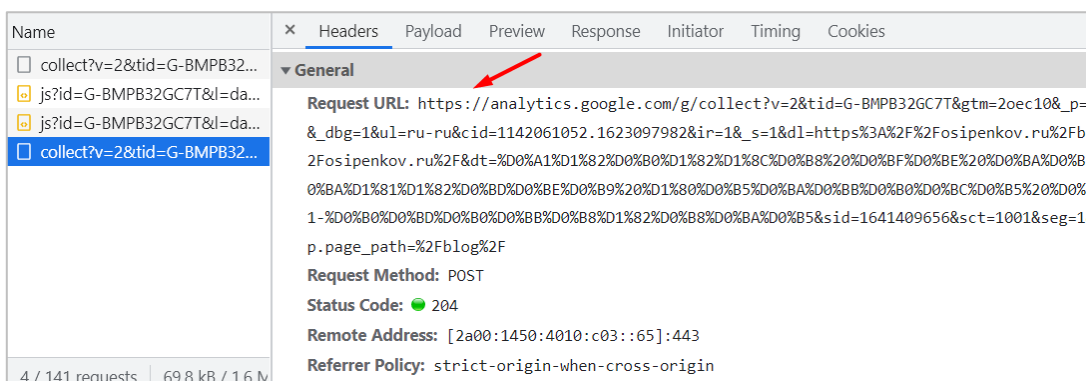 Name
× Headers Payload Preview Response Initiator Timing Cookies
collect?v=2&tid=G-BMPB32...
js?id=G-BMPB32GC7T&l=da...
js?id=G-BMPB32GC7T&l=da...
collect?v=2&tid=G-BMPB32...
▾ General
Request URL: https://analytics.google.com/g/collect?v=2&tid=G-BMPB32GC7T&gtm=2oec10&_p=
&_dbg=1&ul=ru-ru&cid=1142061052.1623097982&ir=1&_s=1&dl=https%3A%2F%2Fosipenkov.ru%2Fb
2Fosipenkov.ru%2F&dt=%D0%A1%D1%82%D0%B0%D1%82%D1%8C%D0%B8%20%D0%BF%D0%BE%20%D0%BA%D0%B
0%BA%D1%81%D1%82%D0%BD%D0%BE%D0%B9%20%D1%80%D0%B5%D0%BA%D0%BB%D0%B0%D0%BC%D0%B5%20%D0%
1-%D0%B0%D0%BD%D0%B0%D0%BB%D0%B8%D1%82%D0%B8%D0%BA%D0%B5&sid=1641409656&sct=1001&seg=1
p.page_path=%2Fblog%2F
Request Method: POST
Status Code: 204
Remote Address: [2a00:1450:4010:c03::65]:443
Referrer Policy: strict-origin-when-cross-origin
4 / 141 requests 69.8 kB / 1.6 M